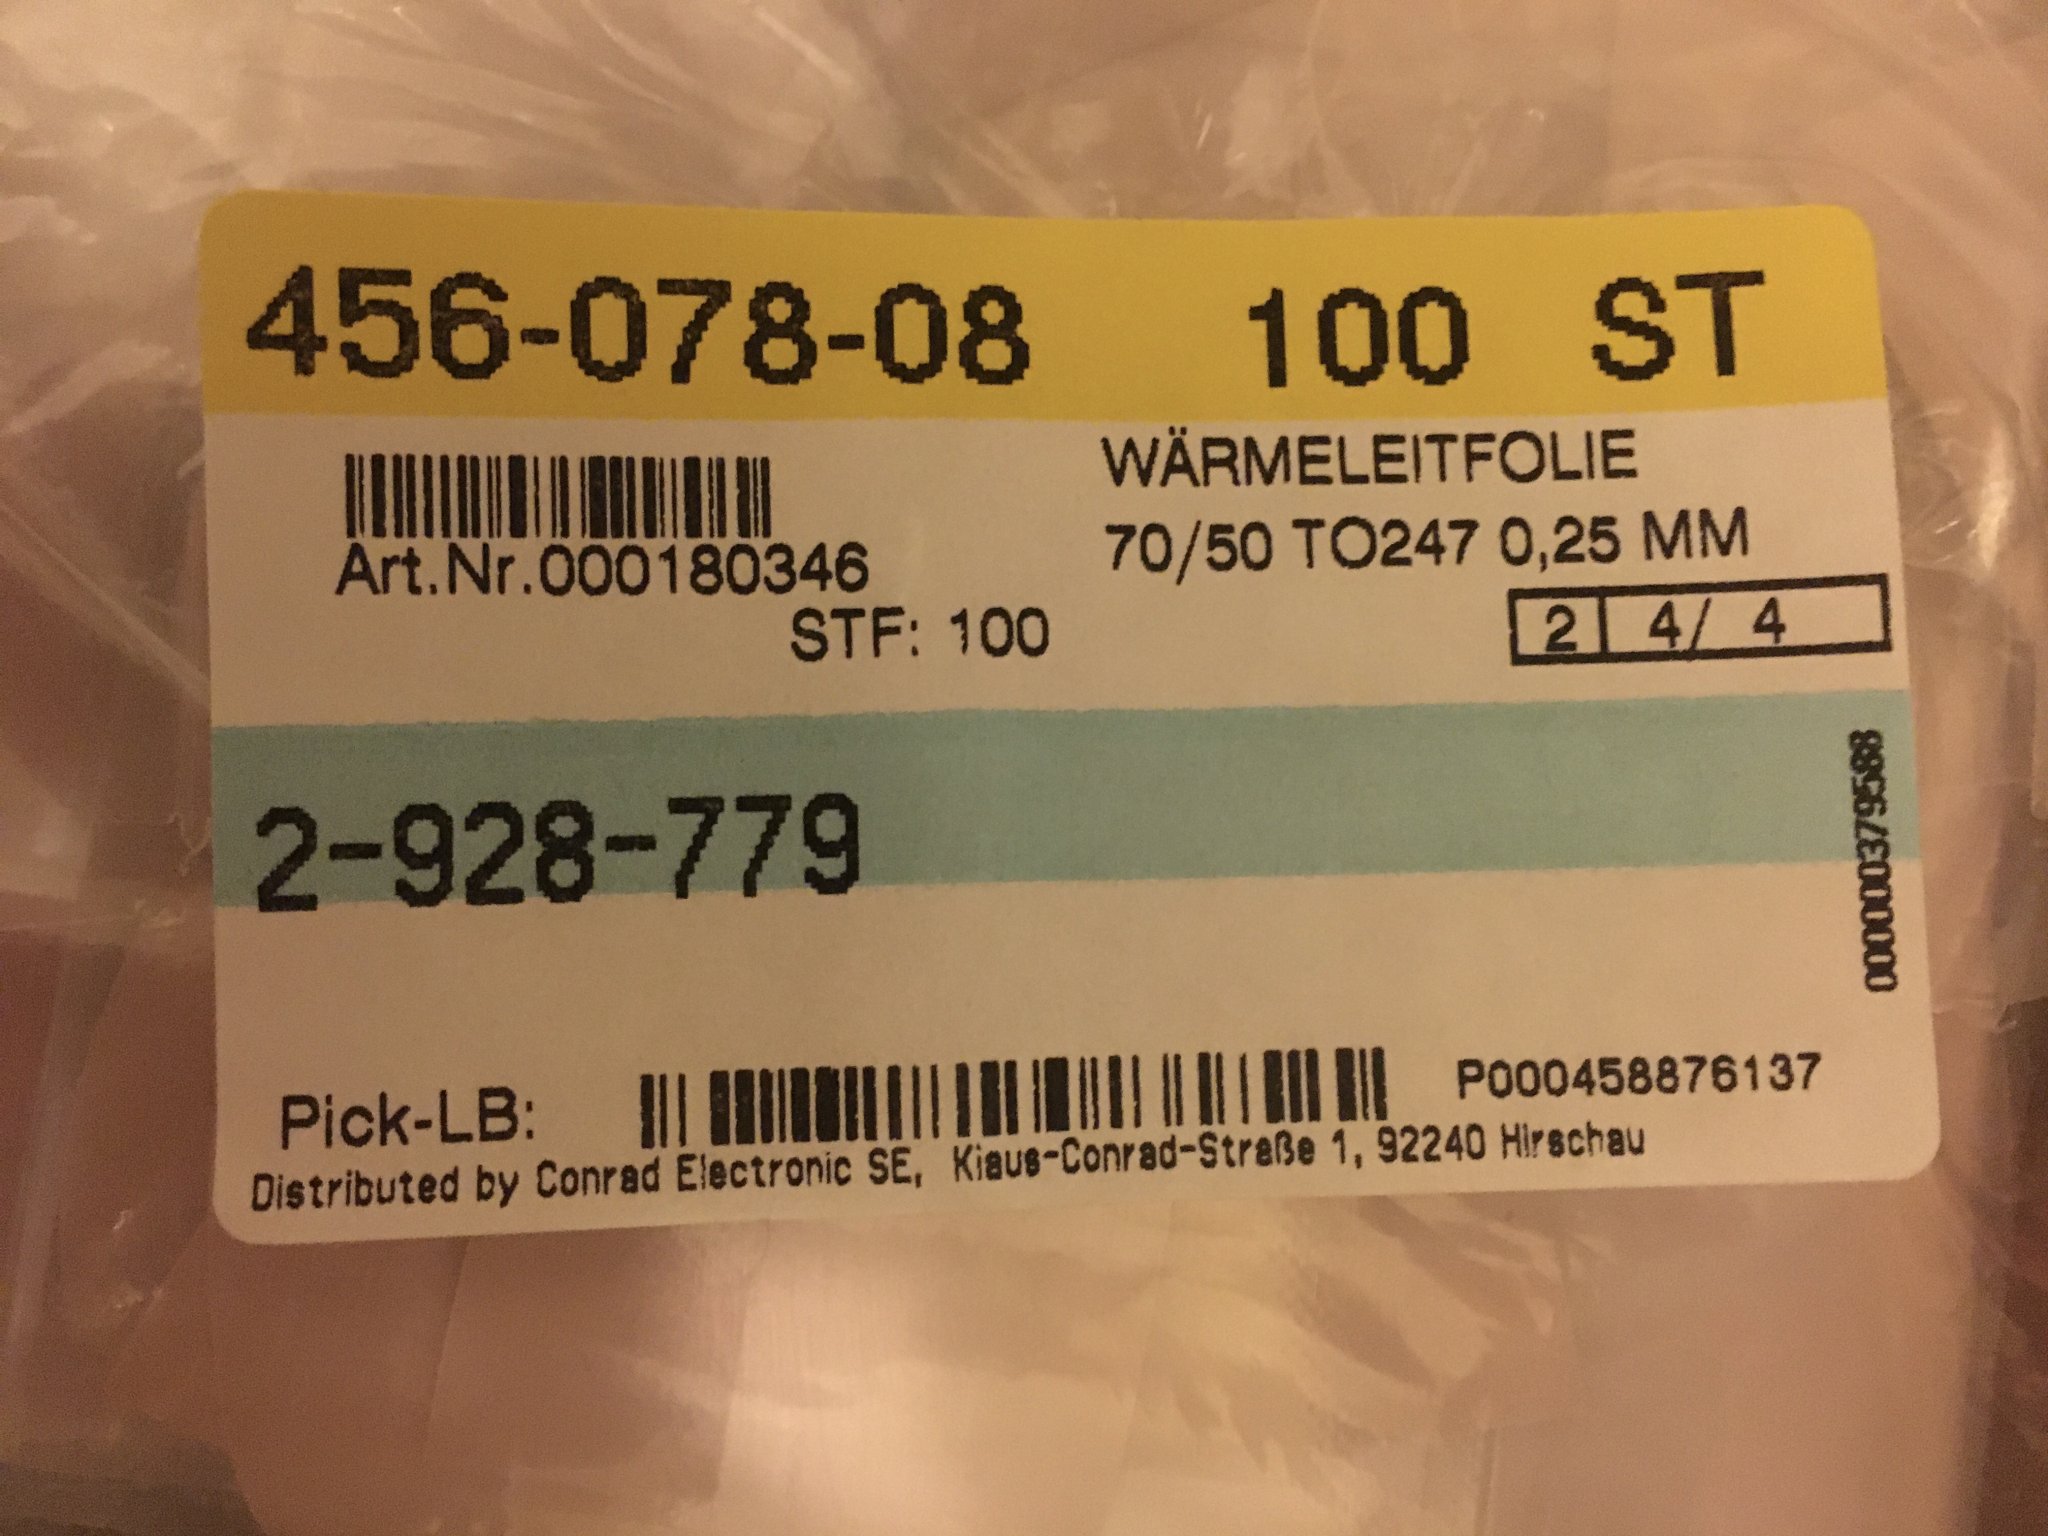 456-078-08 100 ST
WÄRMELEITFOLIE
Art.Nr.000180346
70/50 TO247 0,25 MM
STF: 100
2 4/ 4
2-928-779
0000000379588
Pick-LB:
P000458876137
Distributed by Conrad Electronic SE, Klaus-Conrad-Straße 1, 92240 Hirschau